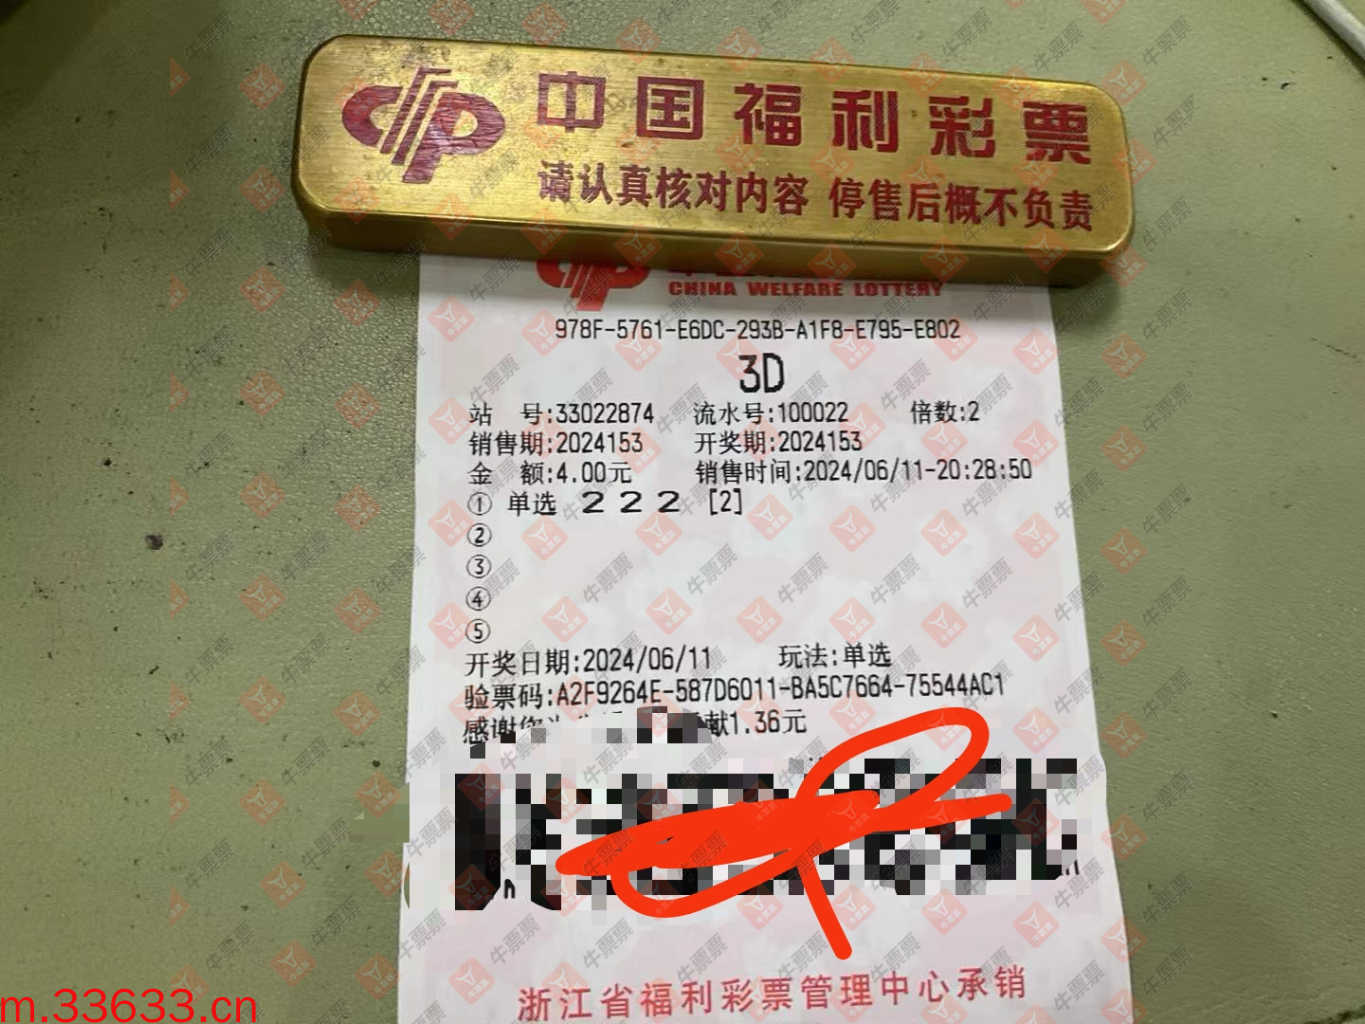 中国福利彩票
请认真核对内容 停售后概不负责
CHINA WELFARE LOTTERY
978F-5761-E6DC-293B-A1F8-E795-E802
3D
站 号:33022874 流水号:100022 倍数:2
销售期:2024153 开奖期:2024153
金 额:4.00元 销售时间:2024/06/11-20:28:50
① 单选 2 2 2 [2]
②
③
④
⑤
开奖日期:2024/06/11 玩法:单选
验票码:A2F9264E-587D6011-BA5C7664-75544AC1
感谢您 献1.36元
浙江省福利彩票管理中心承销
m.33633.cn
牛票票